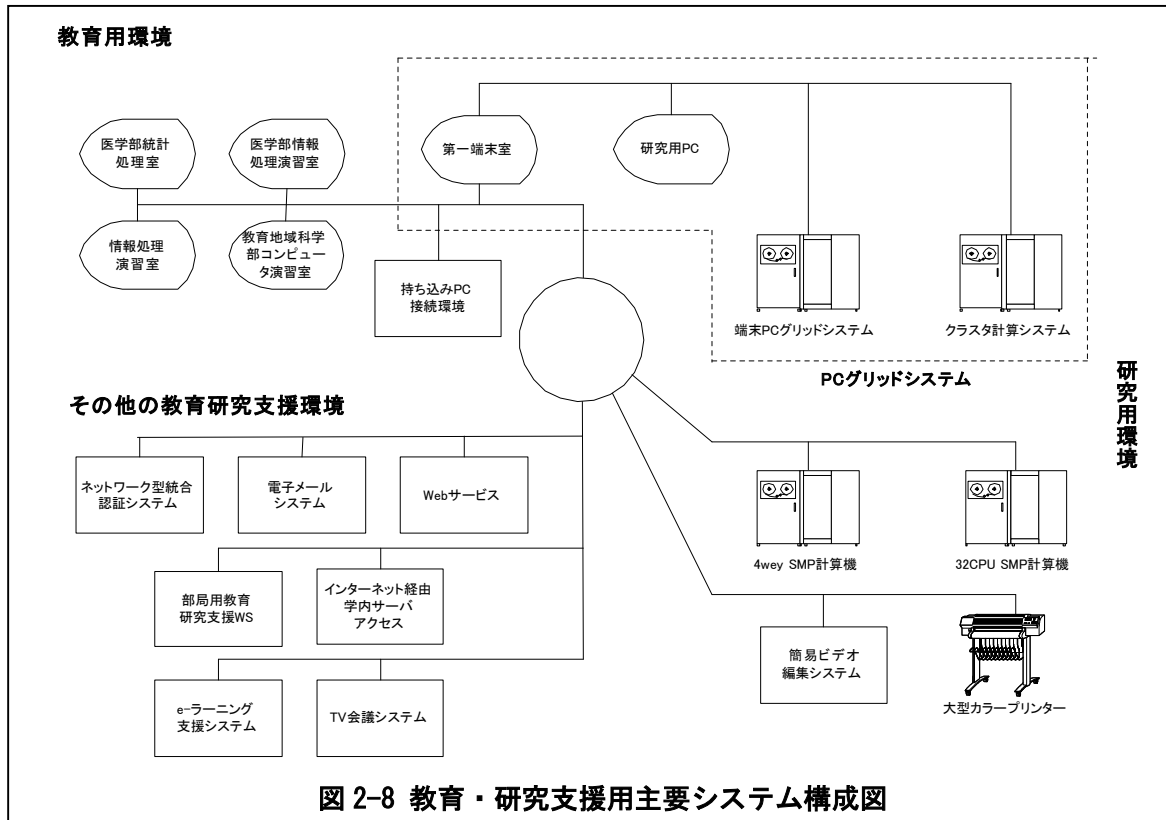 教育用環境
医学部統計
処理室
医学部情報
処理演習室
第一端末室
研究用PC
情報処理
演習室
教育地域科学
部コンピュー
タ演習室
持ち込みPC
接続環境
端末PCグリッドシステム
クラスタ計算システム
PCグリッドシステム
研究用環境
その他の教育研究支援環境
ネットワーク型統合
認証システム
電子メール
システム
Webサービス
4wey SMP計算機
32CPU SMP計算機
部局用教育
研究支援WS
インターネット経由
学内サーバ
アクセス
簡易ビデオ
編集システム
大型カラープリンター
e-ラーニング
支援システム
TV会議システム
図 2-8 教育・研究支援用主要システム構成図